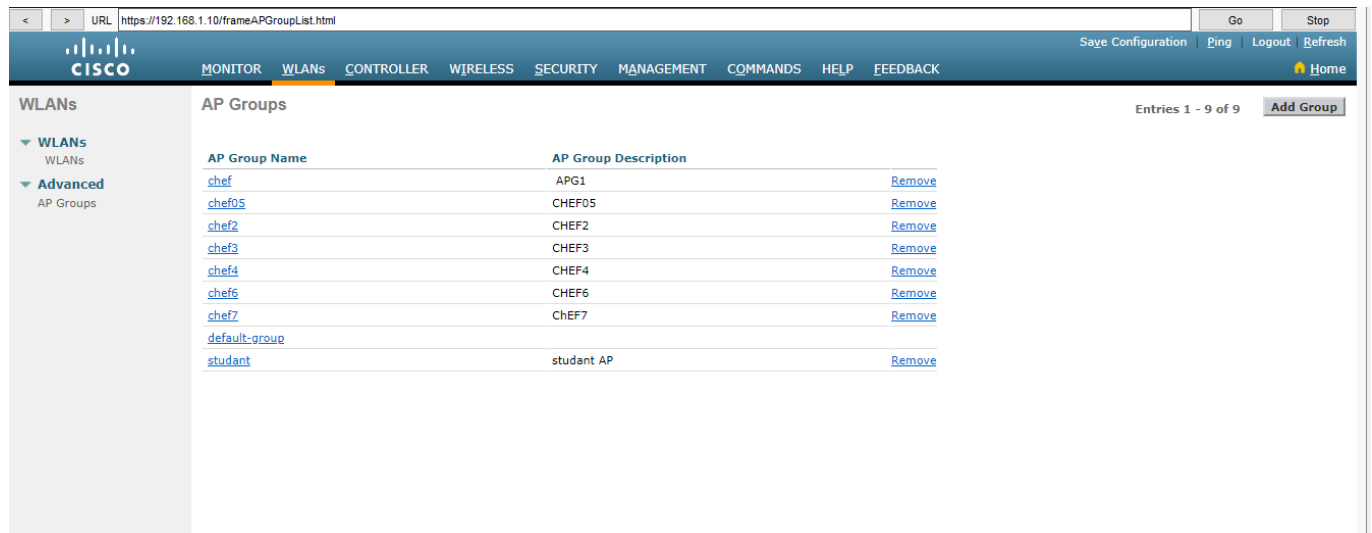 < > URL https://192.168.1.10/frameAPGroupList.html Go Stop
Save Configuration | Ping | Logout | Refresh
CISCO MONITOR WLANs CONTROLLER WIRELESS SECURITY MANAGEMENT COMMANDS HELP FEEDBACK Home
WLANs
WLANs
WLANs
Advanced
AP Groups
AP Groups
Entries 1 - 9 of 9 Add Group
AP Group Name AP Group Description
chef APG1 Remove
chef05 CHEF05 Remove
chef2 CHEF2 Remove
chef3 CHEF3 Remove
chef4 CHEF4 Remove
chef6 CHEF6 Remove
chef7 ChEF7 Remove
default-group
studant studant AP Remove